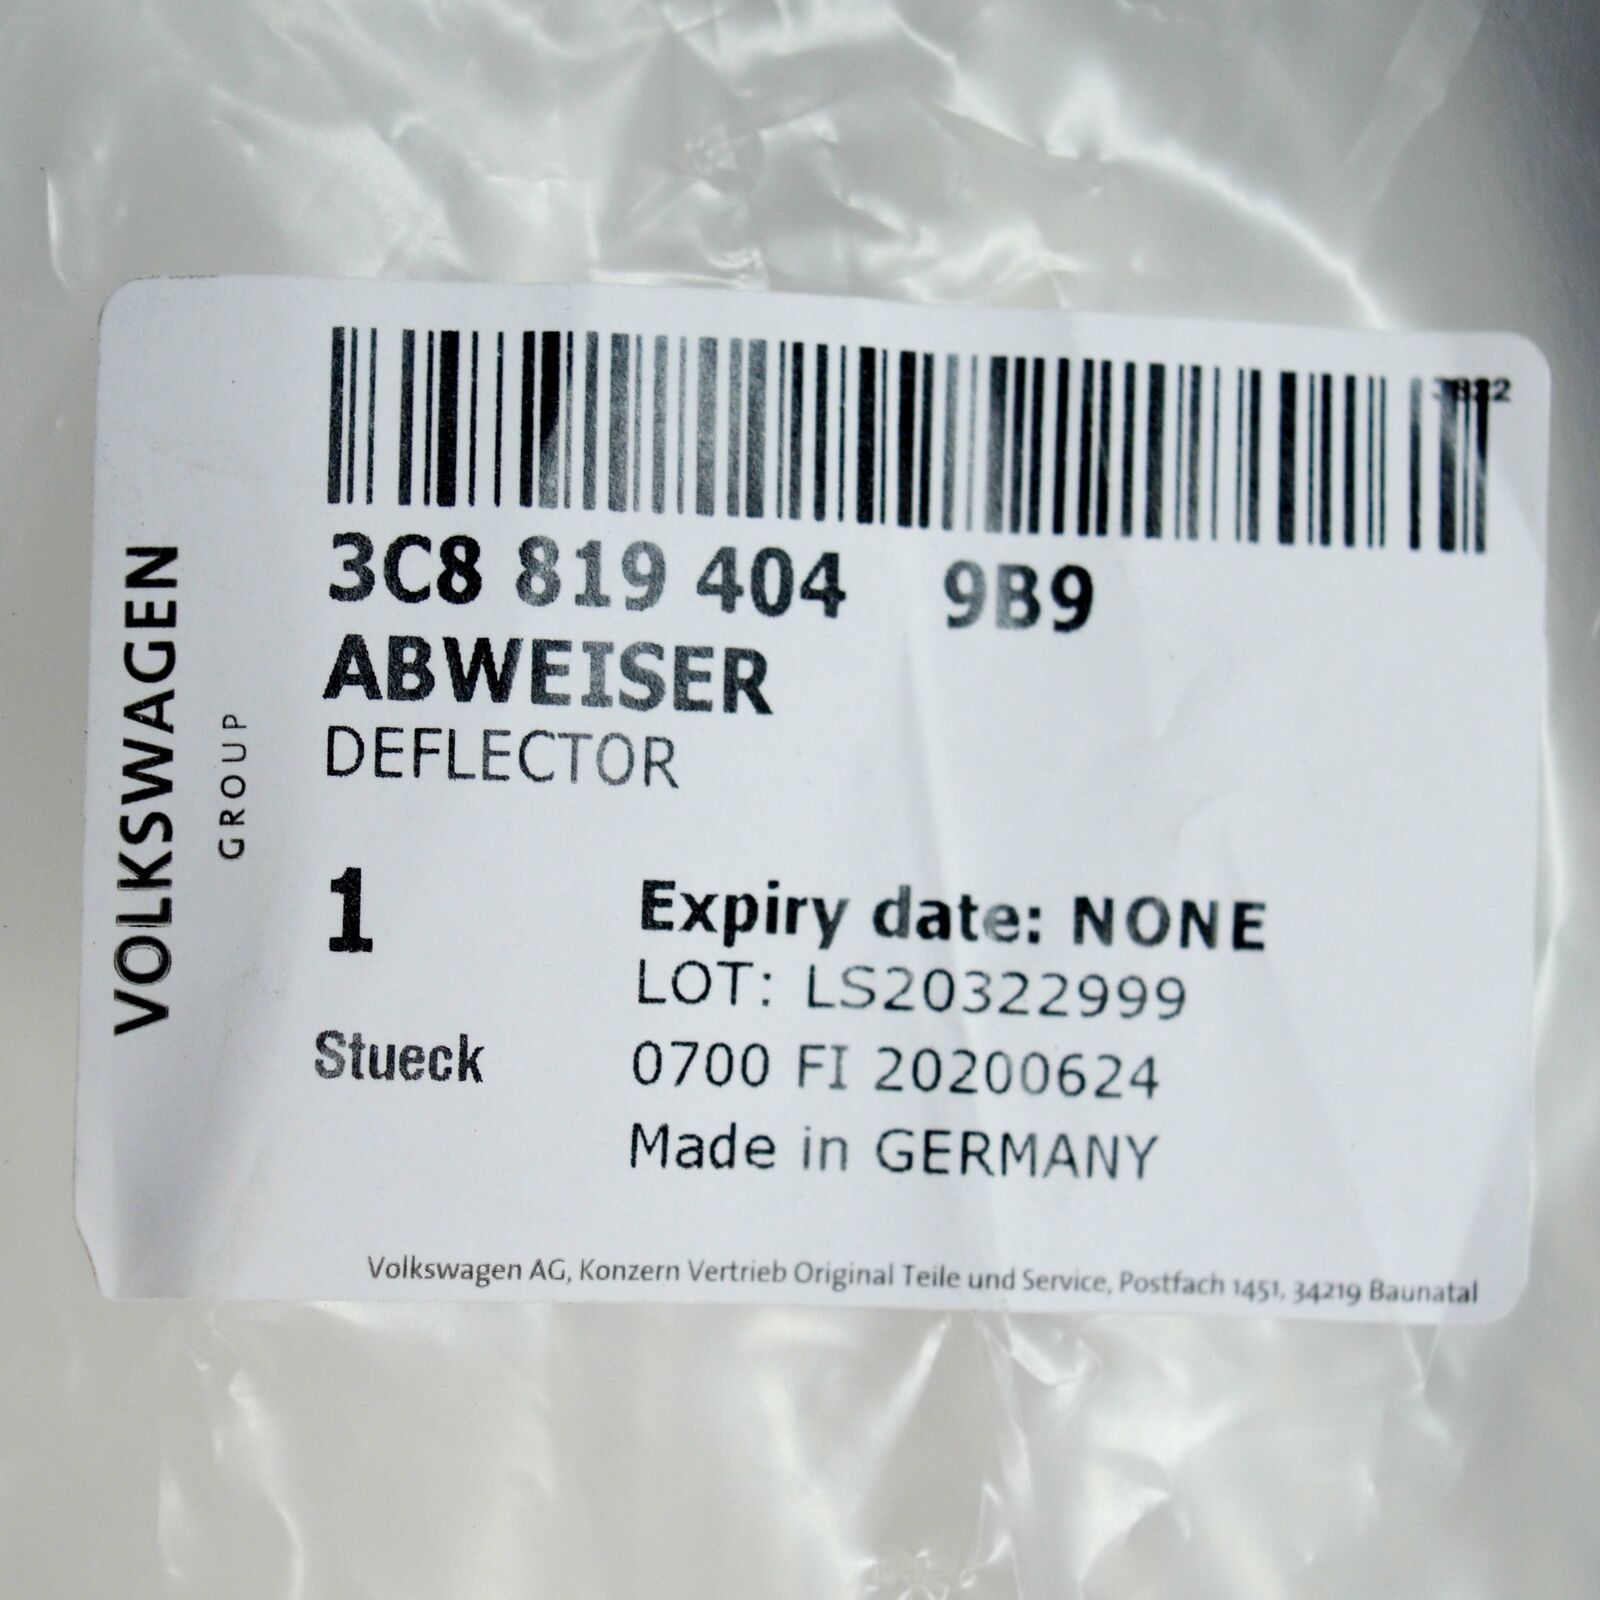 VOLKSWAGEN
GROUP
3C8 819 404 9B9
ABWEISER
DEFLECTOR
1
Stueck
Expiry date: NONE
LOT: LS20322999
0700 FI 20200624
Made in GERMANY
Volkswagen AG, Konzern Vertrieb Original Teile und Service, Postfach 1451, 34219 Baunatal